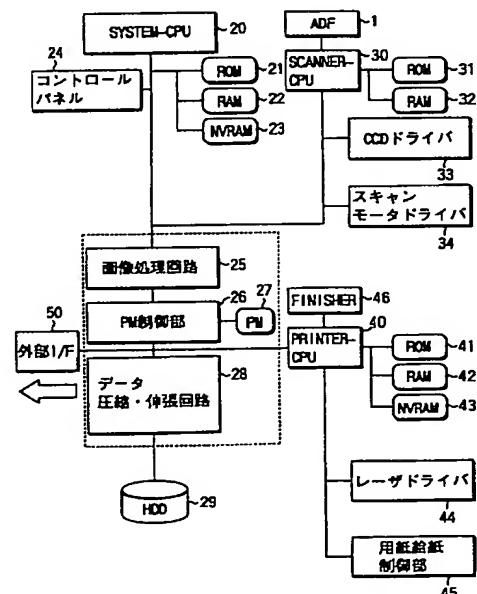 SYSTEM-CPU
20
24
コントロール
パネル
ROM
21
RAM
22
NVRAM
23
ADF
1
30
SCANNER-
CPU
ROM
31
RAM
32
CCDドライバ
33
スキャン
モータドライバ
34
画像処理回路
25
26
PM制御部
27
PM
50
外部I/F
28
データ
圧縮・伸張回路
HDD
29
FINISHER
46
40
PRINTER-
CPU
ROM
41
RAM
42
NVRAM
43
レーザドライバ
44
用紙給紙
制御部
45